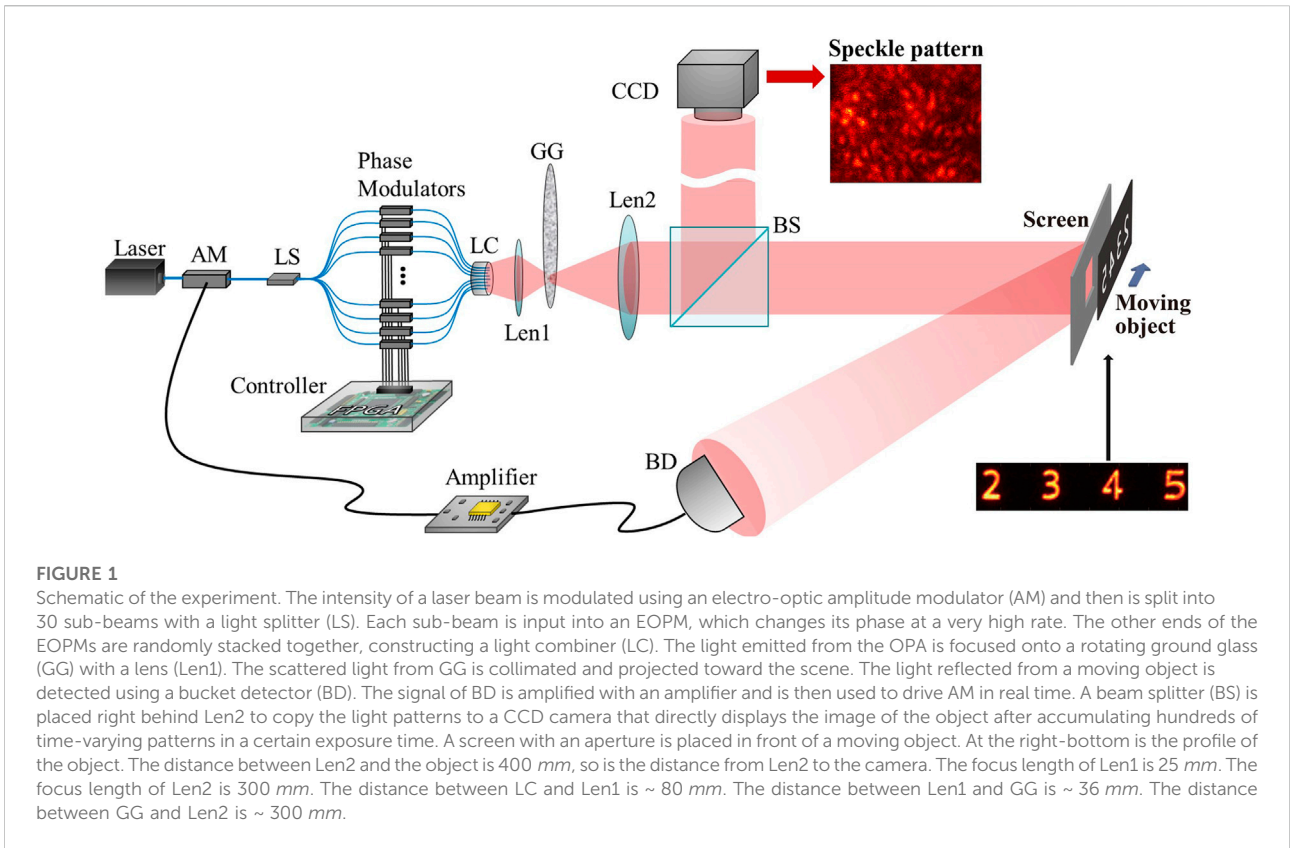 Speckle pattern
CCD
GG
Phase
Modulators
Len2
BS
Screen
Laser
AM
LS
LC
Len1
Moving
object
2345
Controller
FPGA
BD
Amplifier
2 3 4 5
FIGURE 1
Schematic of the experiment. The intensity of a laser beam is modulated using an electro-optic amplitude modulator (AM) and then is split into
30 sub-beams with a light splitter (LS). Each sub-beam is input into an EOPM, which changes its phase at a very high rate. The other ends of the
EOPMs are randomly stacked together, constructing a light combiner (LC). The light emitted from the OPA is focused onto a rotating ground glass
(GG) with a lens (Len1). The scattered light from GG is collimated and projected toward the scene. The light reflected from a moving object is
detected using a bucket detector (BD). The signal of BD is amplified with an amplifier and is then used to drive AM in real time. A beam splitter (BS) is
placed right behind Len2 to copy the light patterns to a CCD camera that directly displays the image of the object after accumulating hundreds of
time-varying patterns in a certain exposure time. A screen with an aperture is placed in front of a moving object. At the right-bottom is the profile of
the object. The distance between Len2 and the object is 400 mm, so is the distance from Len2 to the camera. The focus length of Len1 is 25 mm. The
focus length of Len2 is 300 mm. The distance between LC and Len1 is ~ 80 mm. The distance between Len1 and GG is ~ 36 mm. The distance
between GG and Len2 is ~ 300 mm.